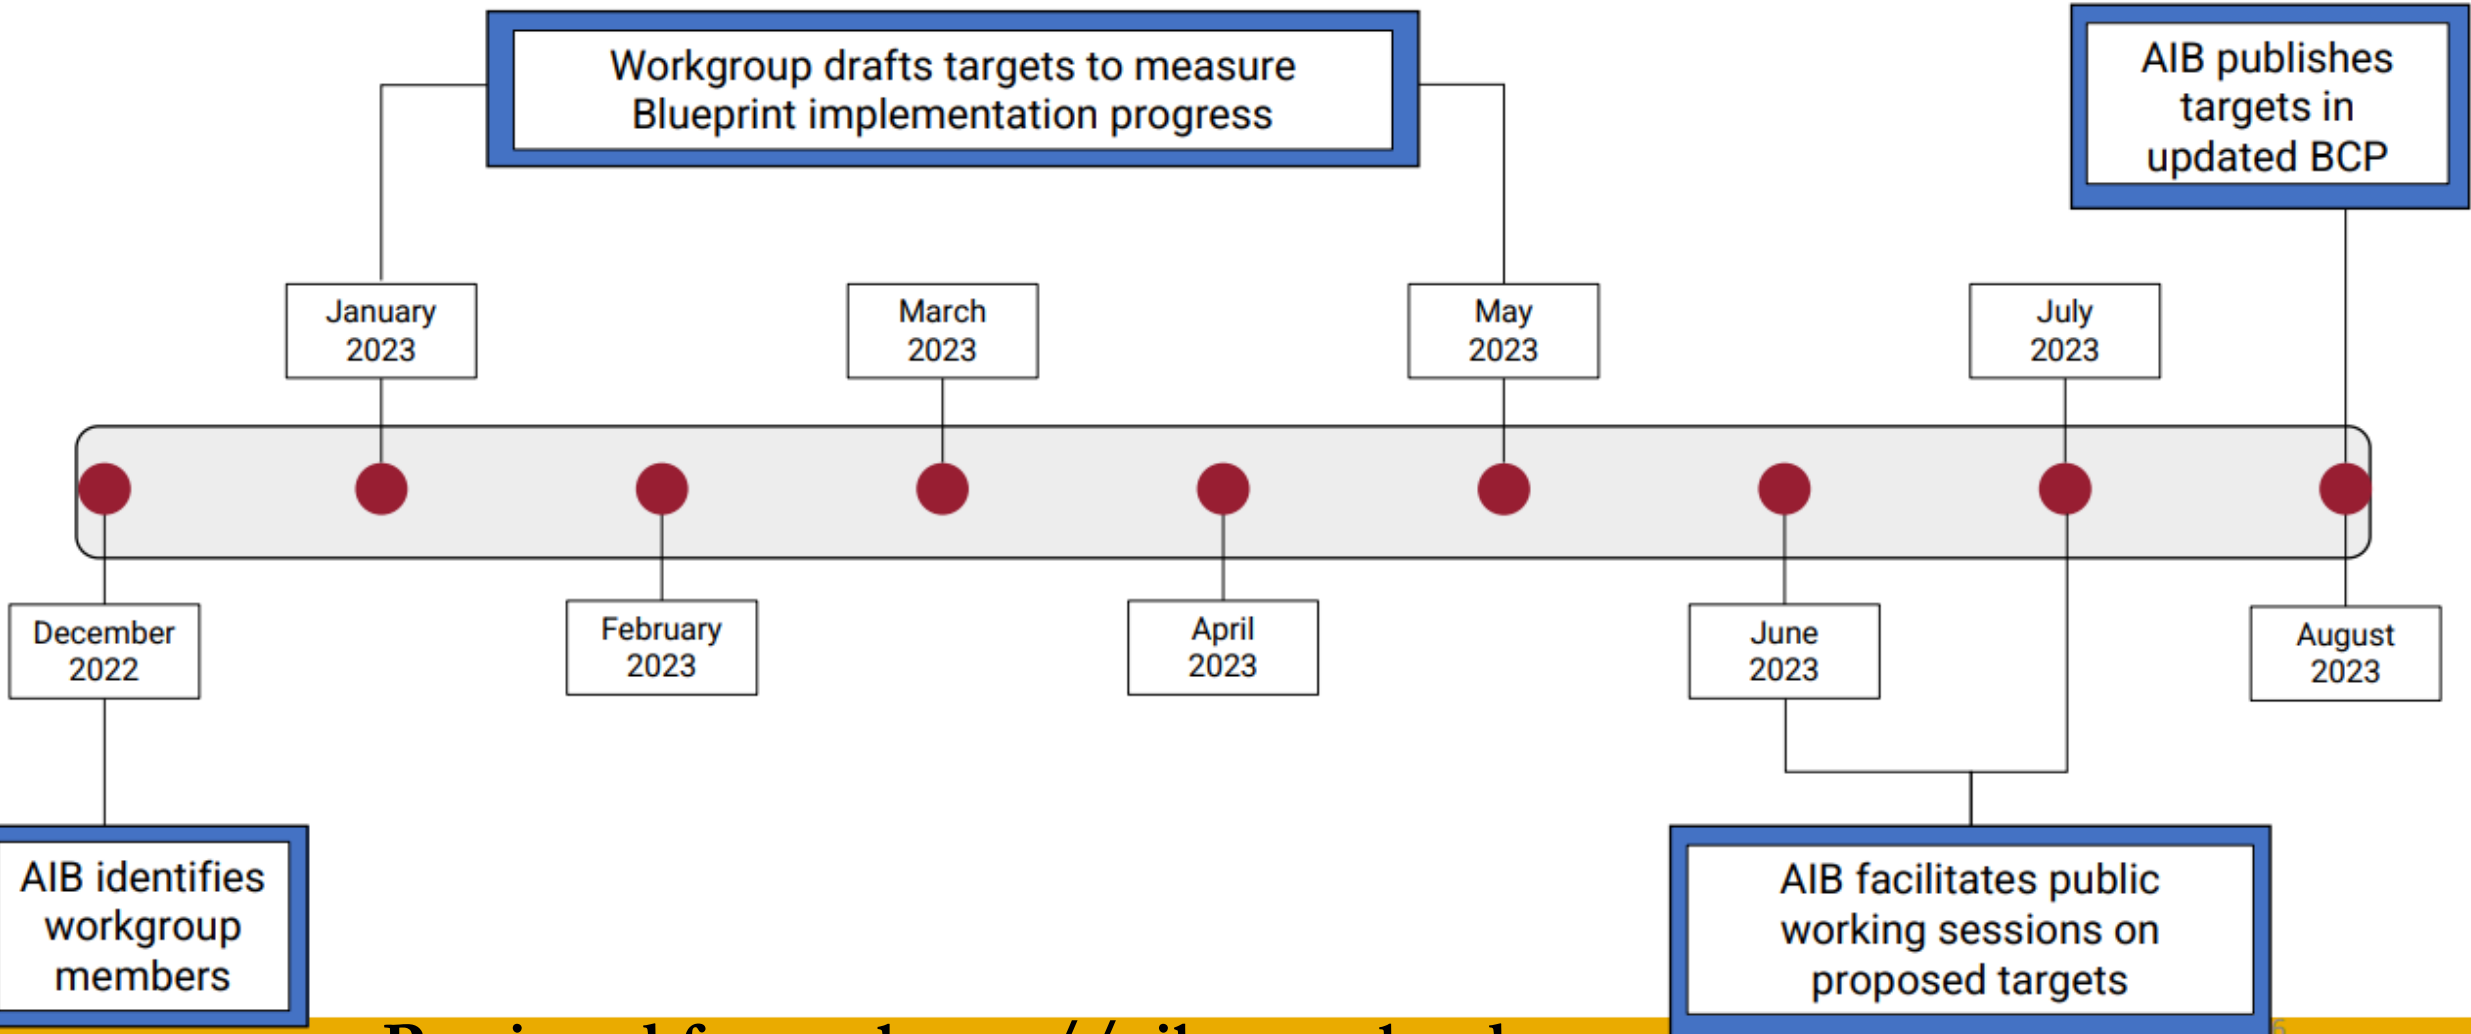 Workgroup drafts targets to measure
Blueprint implementation progress
AIB publishes
targets in
updated BCP
January
2023
March
2023
May
2023
July
2023
December
2022
February
2023
April
2023
June
2023
August
2023
AIB identifies
workgroup
members
AIB facilitates public
working sessions on
proposed targets
6